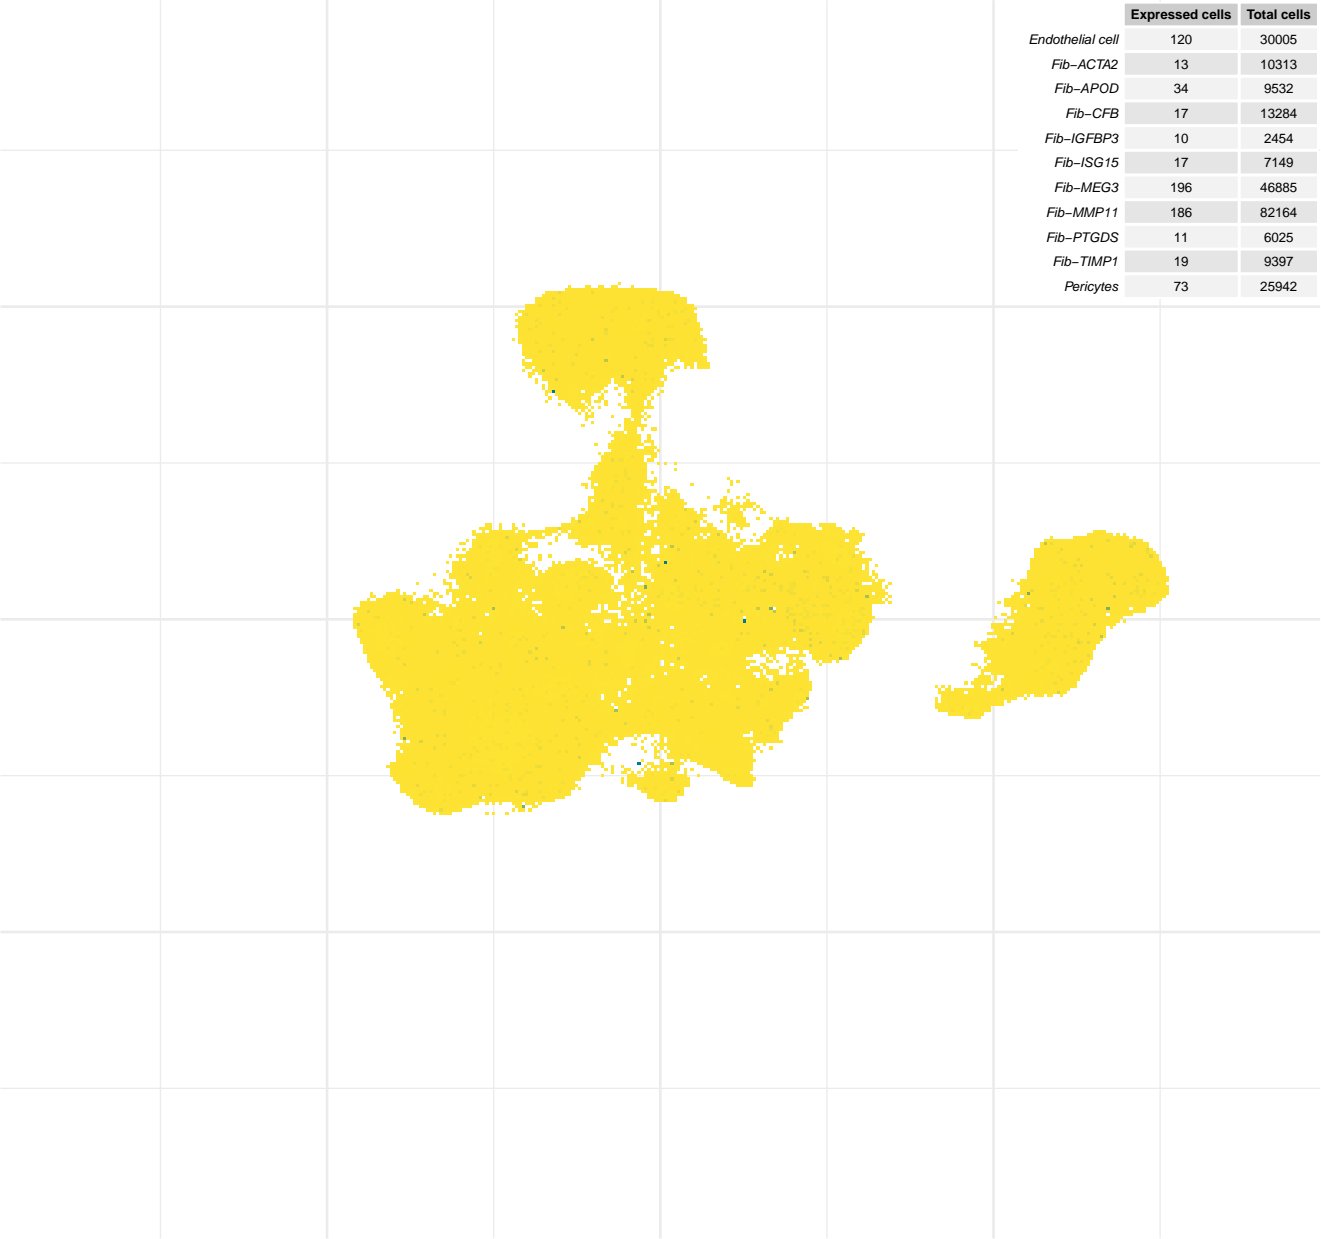 Expressed cells Total cells
Endothelial cell 120 30005
Fib−ACTA2 13 10313
Fib−APOD 34 9532
Fib−CFB 17 13284
Fib−IGFBP3 10 2454
Fib−ISG15 17 7149
Fib−MEG3 196 46885
Fib−MMP11 186 82164
Fib−PTGDS 11 6025
Fib−TIMP1 19 9397
Pericytes 73 25942